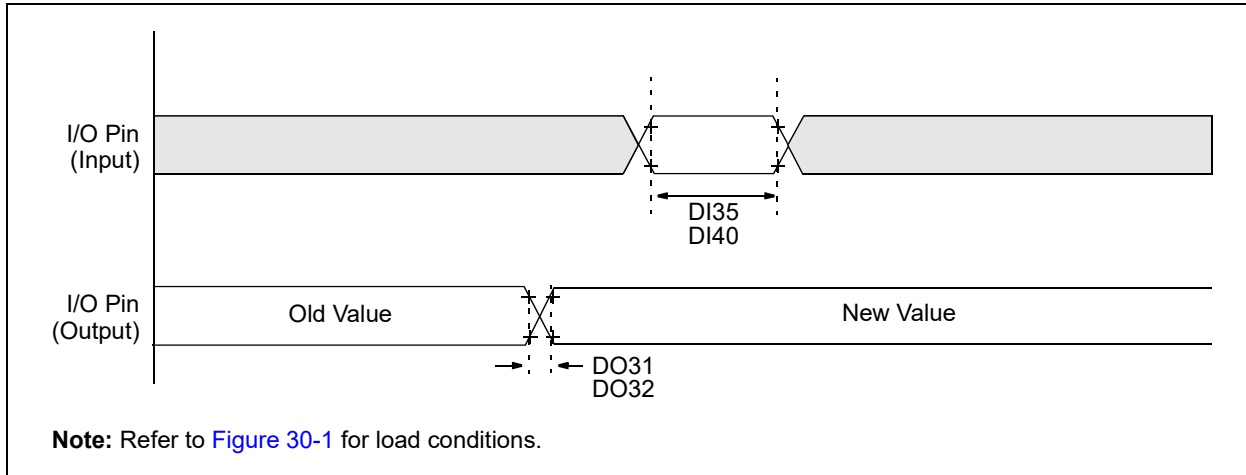 I/O Pin
(Input)
DI35
DI40
I/O Pin
(Output)
Old Value
New Value
DO31
DO32
Note: Refer to Figure 30-1 for load conditions.